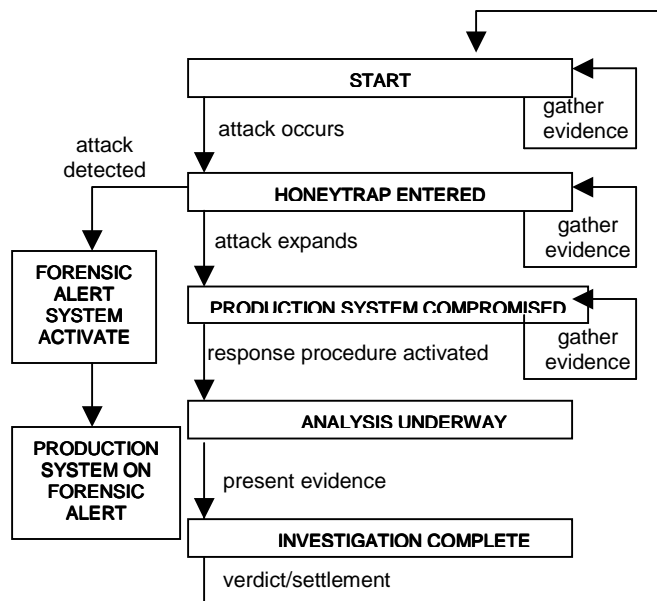 START
gather
evidence
attack occurs
attack
detected
HONEYTRAP ENTERED
gather
evidence
attack expands
FORENSIC
ALERT
SYSTEM
ACTIVATE
PRODUCTION SYSTEM COMPROMISED
gather
evidence
response procedure activated
ANALYSIS UNDERWAY
PRODUCTION
SYSTEM ON
FORENSIC
ALERT
present evidence
INVESTIGATION COMPLETE
verdict/settlement